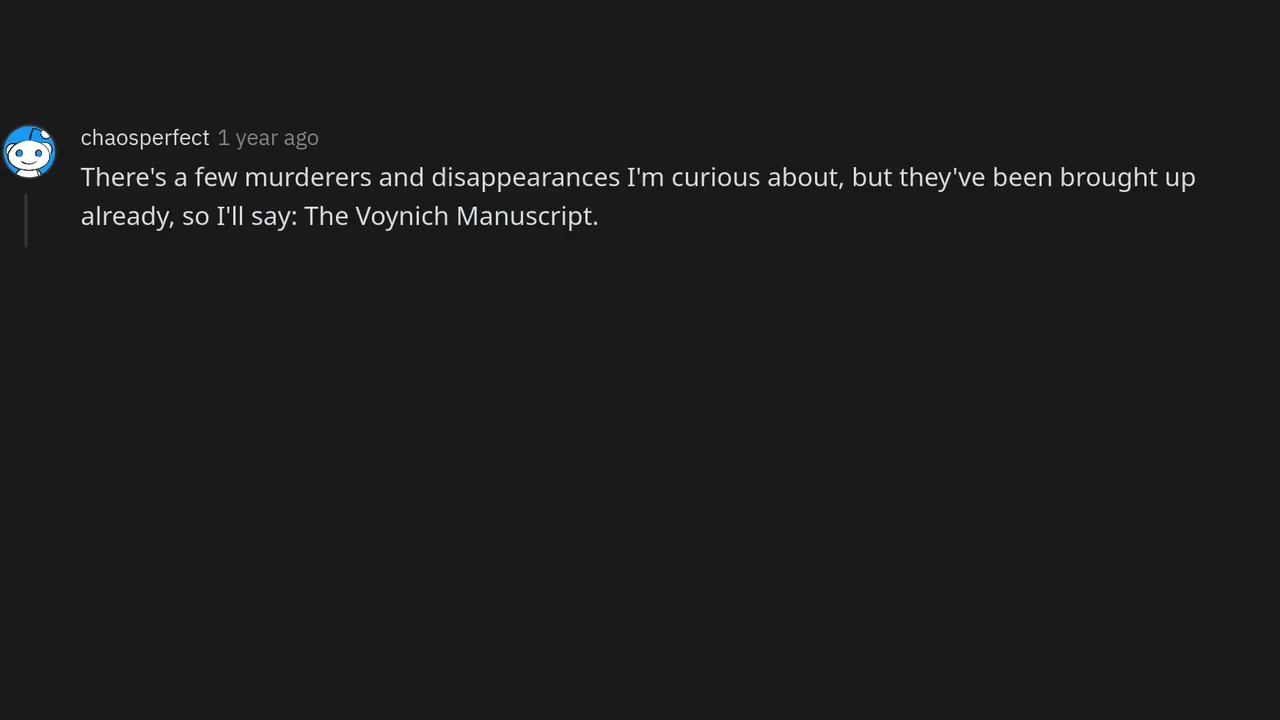 chaosperfect 1 year ago
There's a few murderers and disappearances I'm curious about, but they've been brought up
already, so I'll say: The Voynich Manuscript.